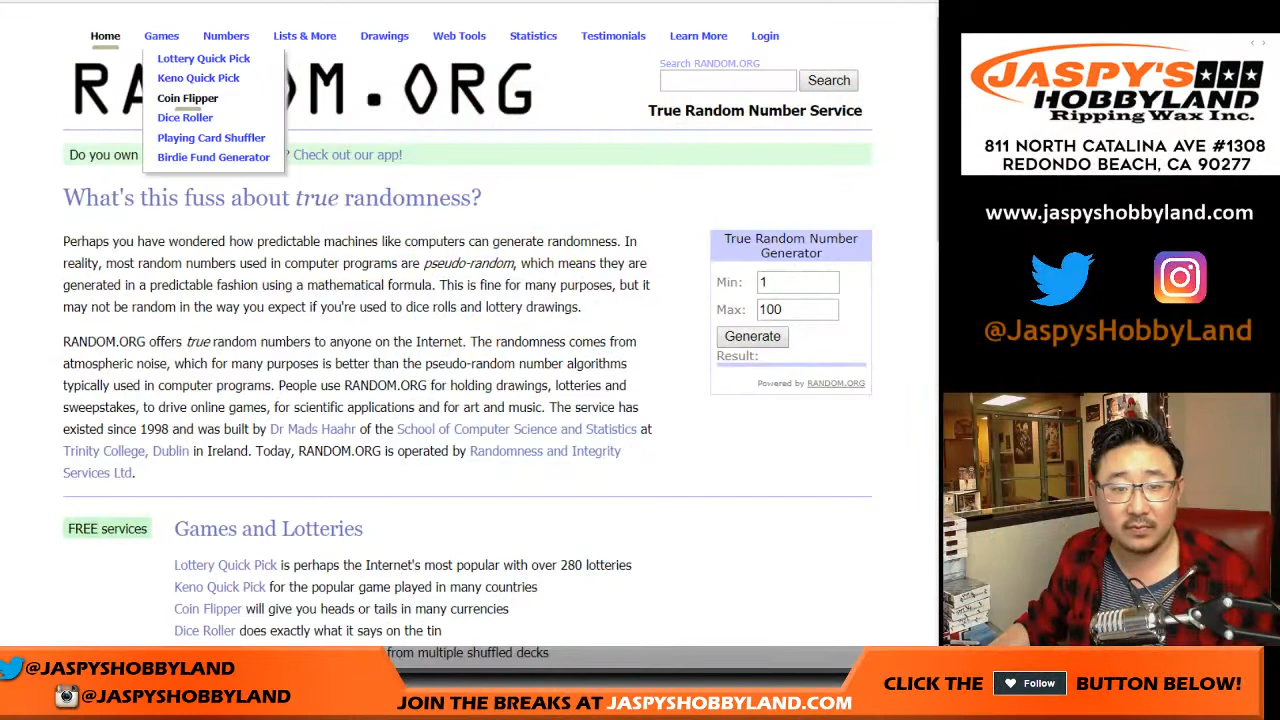 Home Games Numbers Lists & More Drawings Web Tools Statistics Testimonials Learn More Login
Lottery Quick Pick
Keno Quick Pick
Coin Flipper
Dice Roller
Playing Card Shuffler
Birdie Fund Generator
RA M.ORG
Search RANDOM.ORG
Search
True Random Number Service
Do you own ? Check out our app!
What's this fuss about true randomness?
Perhaps you have wondered how predictable machines like computers can generate randomness. In
reality, most random numbers used in computer programs are pseudo-random, which means they are
generated in a predictable fashion using a mathematical formula. This is fine for many purposes, but it
may not be random in the way you expect if you're used to dice rolls and lottery drawings.
RANDOM.ORG offers true random numbers to anyone on the Internet. The randomness comes from
atmospheric noise, which for many purposes is better than the pseudo-random number algorithms
typically used in computer programs. People use RANDOM.ORG for holding drawings, lotteries and
sweepstakes, to drive online games, for scientific applications and for art and music. The service has
existed since 1998 and was built by Dr Mads Haahr of the School of Computer Science and Statistics at
Trinity College, Dublin in Ireland. Today, RANDOM.ORG is operated by Randomness and Integrity
Services Ltd.
True Random Number
Generator
Min: 1
Max: 100
Generate
Result:
Powered by RANDOM.ORG
FREE services
Games and Lotteries
Lottery Quick Pick is perhaps the Internet's most popular with over 280 lotteries
Keno Quick Pick for the popular game played in many countries
Coin Flipper will give you heads or tails in many currencies
Dice Roller does exactly what it says on the tin
from multiple shuffled decks
JASPY'S
HOBBYLAND
Ripping Wax Inc.
811 NORTH CATALINA AVE #1308
REDONDO BEACH, CA 90277
www.jaspyshobbyland.com
@JaspysHobbyLand
@JASPYSHOBBYLAND
@JASPYSHOBBYLAND
JOIN THE BREAKS AT JASPYSHOBBYLAND.COM
CLICK THE Follow BUTTON BELOW!